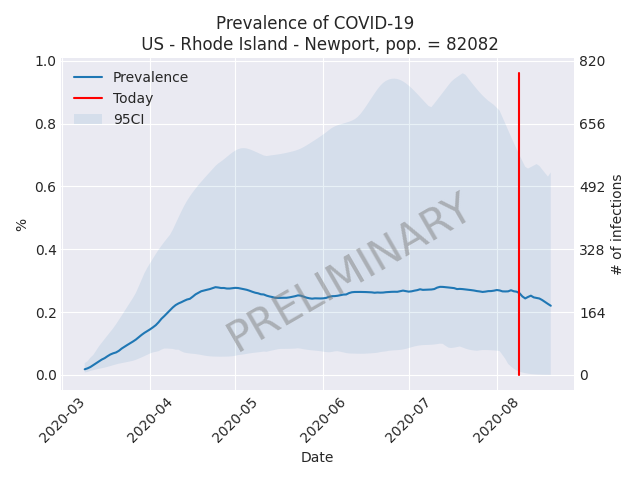 Prevalence of COVID-19
US - Rhode Island - Newport, pop. = 82082
Prevalence
Today
95CI
1.0
0.8
0.6
0.4
0.2
0.0
%
820
656
492
328
164
0
# of infections
PRELIMINARY
2020-03
2020-04
2020-05
2020-06
2020-07
2020-08
Date